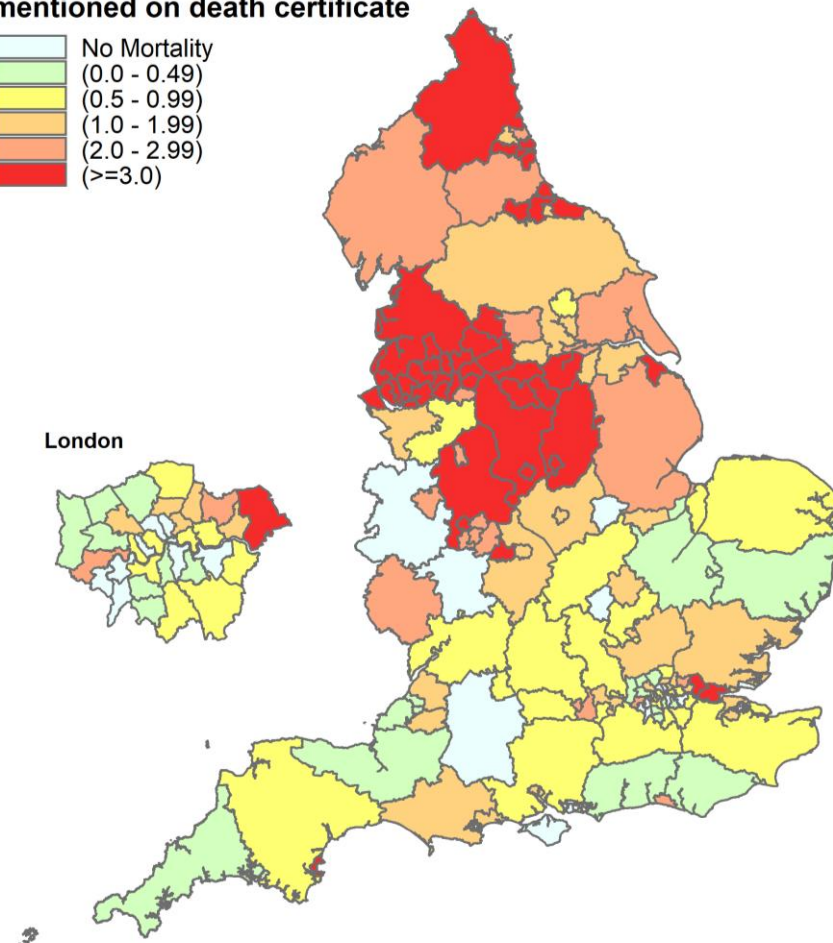 mentioned on death certificate
No Mortality
(0.0 - 0.49)
(0.5 - 0.99)
(1.0 - 1.99)
(2.0 - 2.99)
(>=3.0)
London